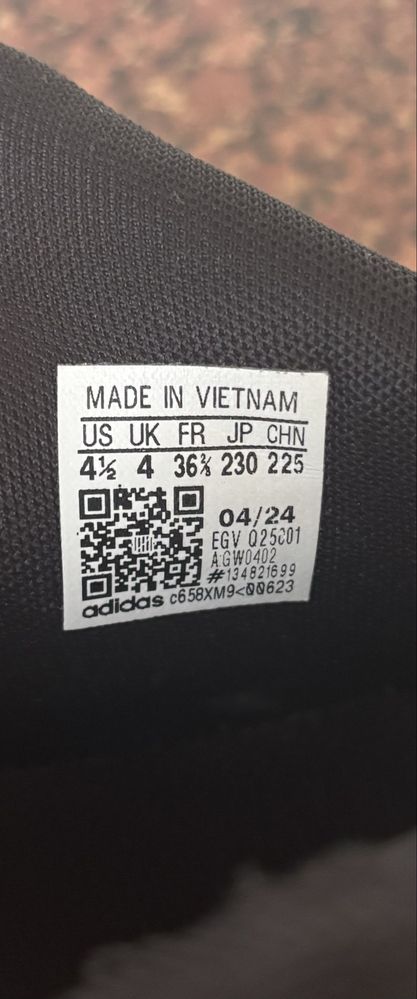 MADE IN VIETNAM
US UK FR JP CHN
4½ 4 36⅔ 230 225
04/24
EGV Q25C01
AGW0402
#134821699
adidas c658XM9<00623